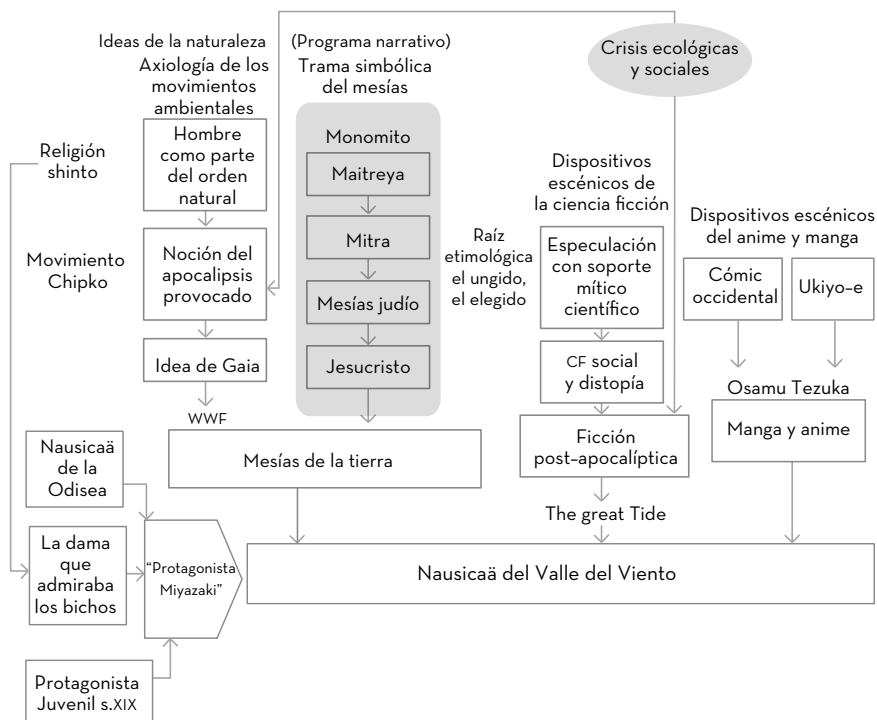 Ideas de la naturaleza
Axiología de los
movimientos
ambientales
(Programa narrativo)
Trama simbólica
del mesías
Crisis ecológicas
y sociales
Religión
shinto
Hombre
como parte
del orden
natural
Movimiento
Chipko
Noción del
apocalipsis
provocado
Idea de Gaia
WWF
Monomito
Maitreya
Mitra
Mesías judío
Jesucristo
Raíz
etimológica
el ungido,
el elegido
Dispositivos
escénicos de
la ciencia ficción
Especulación
con soporte
mítico
científico
CF social
y distopía
Ficción
post-apocalíptica
The great Tide
Dispositivos escénicos
del anime y manga
Cómic
occidental
Ukiyo-e
Osamu Tezuka
Manga y anime
Mesías de la tierra
Nausicaä
de la
Odisea
La dama
que
admiraba
los bichos
"Protagonista
Miyazaki"
Protagonista
Juvenil s.XIX
Nausicaä del Valle del Viento